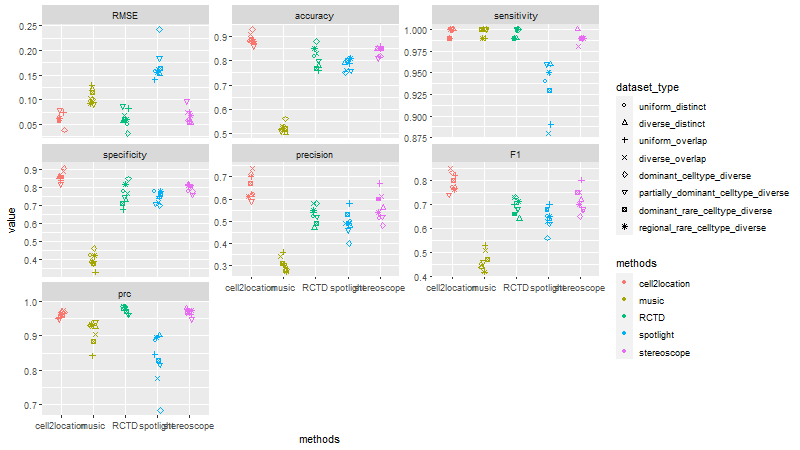 RMSE
accuracy
sensitivity
0.25
0.20
0.15
0.10
0.05
0.9
0.8
0.7
0.6
0.5
1.000
0.975
0.950
0.925
0.900
0.875
specificity
precision
F1
0.9
0.8
0.7
0.6
0.5
0.4
0.7
0.6
0.5
0.4
0.3
0.8
0.7
0.6
0.5
0.4
cell2location music RCTD spotlight stereoscope
cell2location music RCTD spotlight stereoscope
prc
1.0
0.9
0.8
0.7
cell2location music RCTD spotlight stereoscope
value
methods
dataset_type
uniform_distinct
diverse_distinct
uniform_overlap
diverse_overlap
dominant_celltype_diverse
partially_dominant_celltype_diverse
dominant_rare_celltype_diverse
regional_rare_celltype_diverse
methods
cell2location
music
RCTD
spotlight
stereoscope